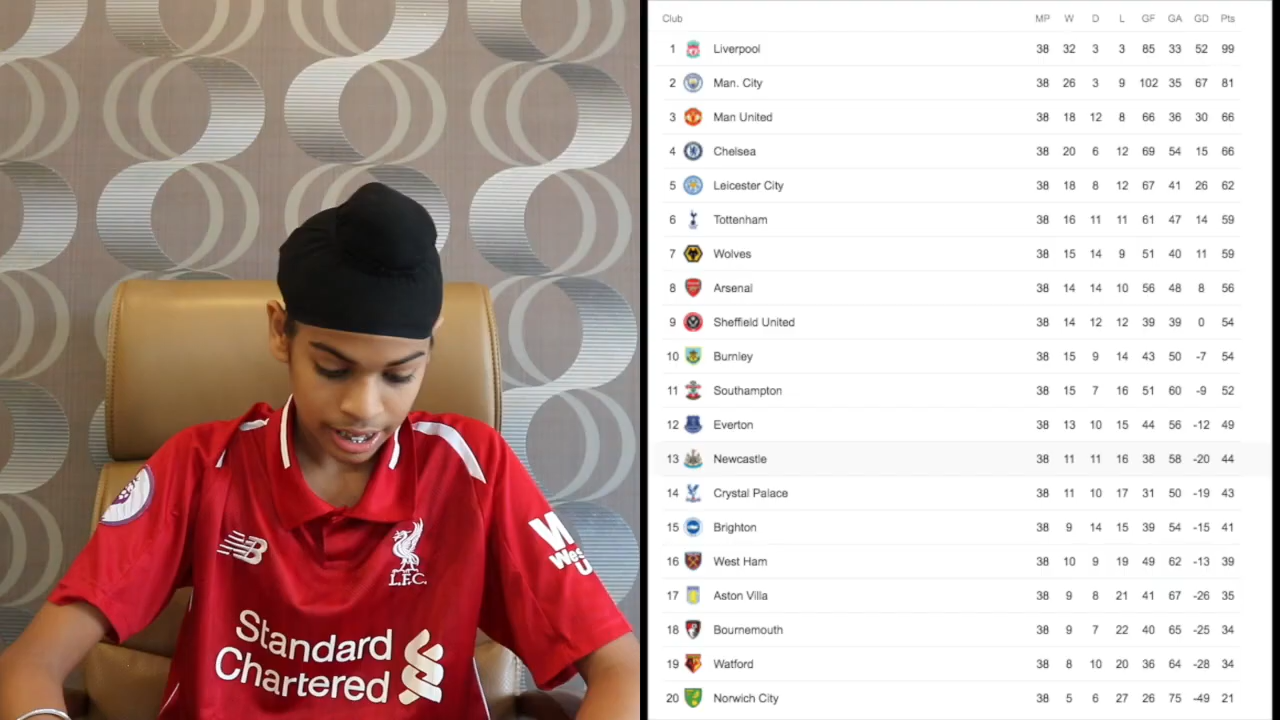 Club MP W D L GF GA GD Pts
1 Liverpool 38 32 3 3 85 33 52 99
2 Man. City 38 26 3 9 102 35 67 81
3 Man United 38 18 12 8 66 36 30 66
4 Chelsea 38 20 6 12 69 54 15 66
5 Leicester City 38 18 8 12 67 41 26 62
6 Tottenham 38 16 11 11 61 47 14 59
7 Wolves 38 15 14 9 51 40 11 59
8 Arsenal 38 14 14 10 56 48 8 56
9 Sheffield United 38 14 12 12 39 39 0 54
10 Burnley 38 15 9 14 43 50 -7 54
11 Southampton 38 15 7 16 51 60 -9 52
12 Everton 38 13 10 15 44 56 -12 49
13 Newcastle 38 11 11 16 38 58 -20 44
14 Crystal Palace 38 11 10 17 31 50 -19 43
15 Brighton 38 9 14 15 39 54 -15 41
16 West Ham 38 10 9 19 49 62 -13 39
17 Aston Villa 38 9 8 21 41 67 -26 35
18 Bournemouth 38 9 7 22 40 65 -25 34
19 Watford 38 8 10 20 36 64 -28 34
20 Norwich City 38 5 6 27 26 75 -49 21
NB
L.F.C.
Standard
Chartered